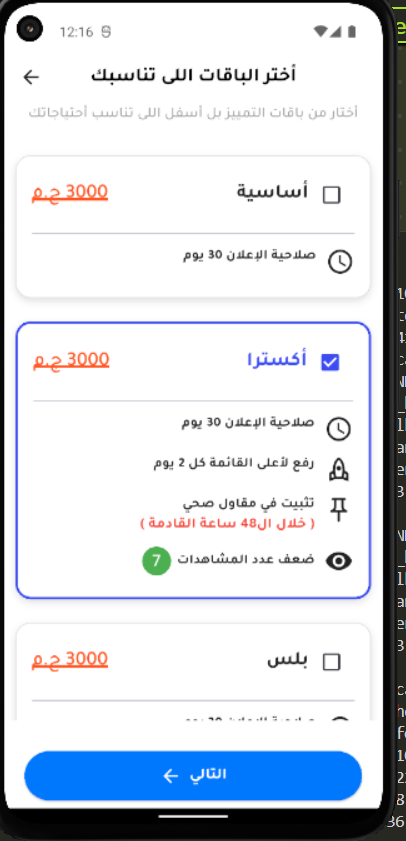 12:16
أختر الباقات اللى تناسبك
أختار من باقات التمييز بل أسفل اللى تناسب أحتياجاتك
أساسية
3000 ج.م
صلاحية الإعلان 30 يوم
أكسترا
3000 ج.م
صلاحية الإعلان 30 يوم
رفع لأعلى القائمة كل 2 يوم
تثبيت في مقاول صحي
( خلال ال48 ساعة القادمة )
ضعف عدد المشاهدات 7
بلس
3000 ج.م
التالي